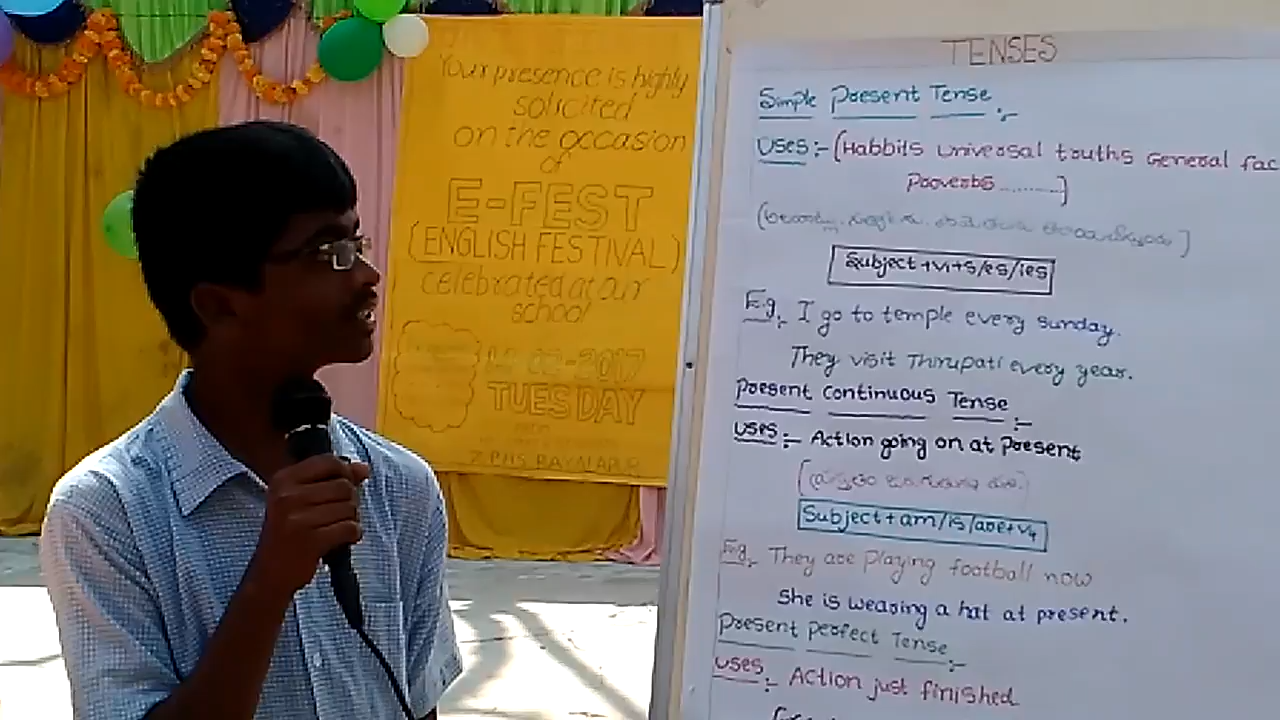 Your presence is highly
solicited
on the occasion
of
E-FEST
(ENGLISH FESTIVAL)
celebrated at our
school
-02-2017
TUESDAY
Z.P.H.S
TENSES
Simple Present Tense :-
Uses :- (Habbits Universal truths General fac
Proverbs ..........)
Subject+V1+S/es/ies
E.g :- I go to temple every sunday.
They visit Thirupati every year.
Present Continuous Tense :-
Uses :- Action going on at Present
Subject+am/is/are+V4
E.g :- They are Playing football now
She is wearing a hat at present.
Present Perfect Tense :-
Uses :- Action just finished